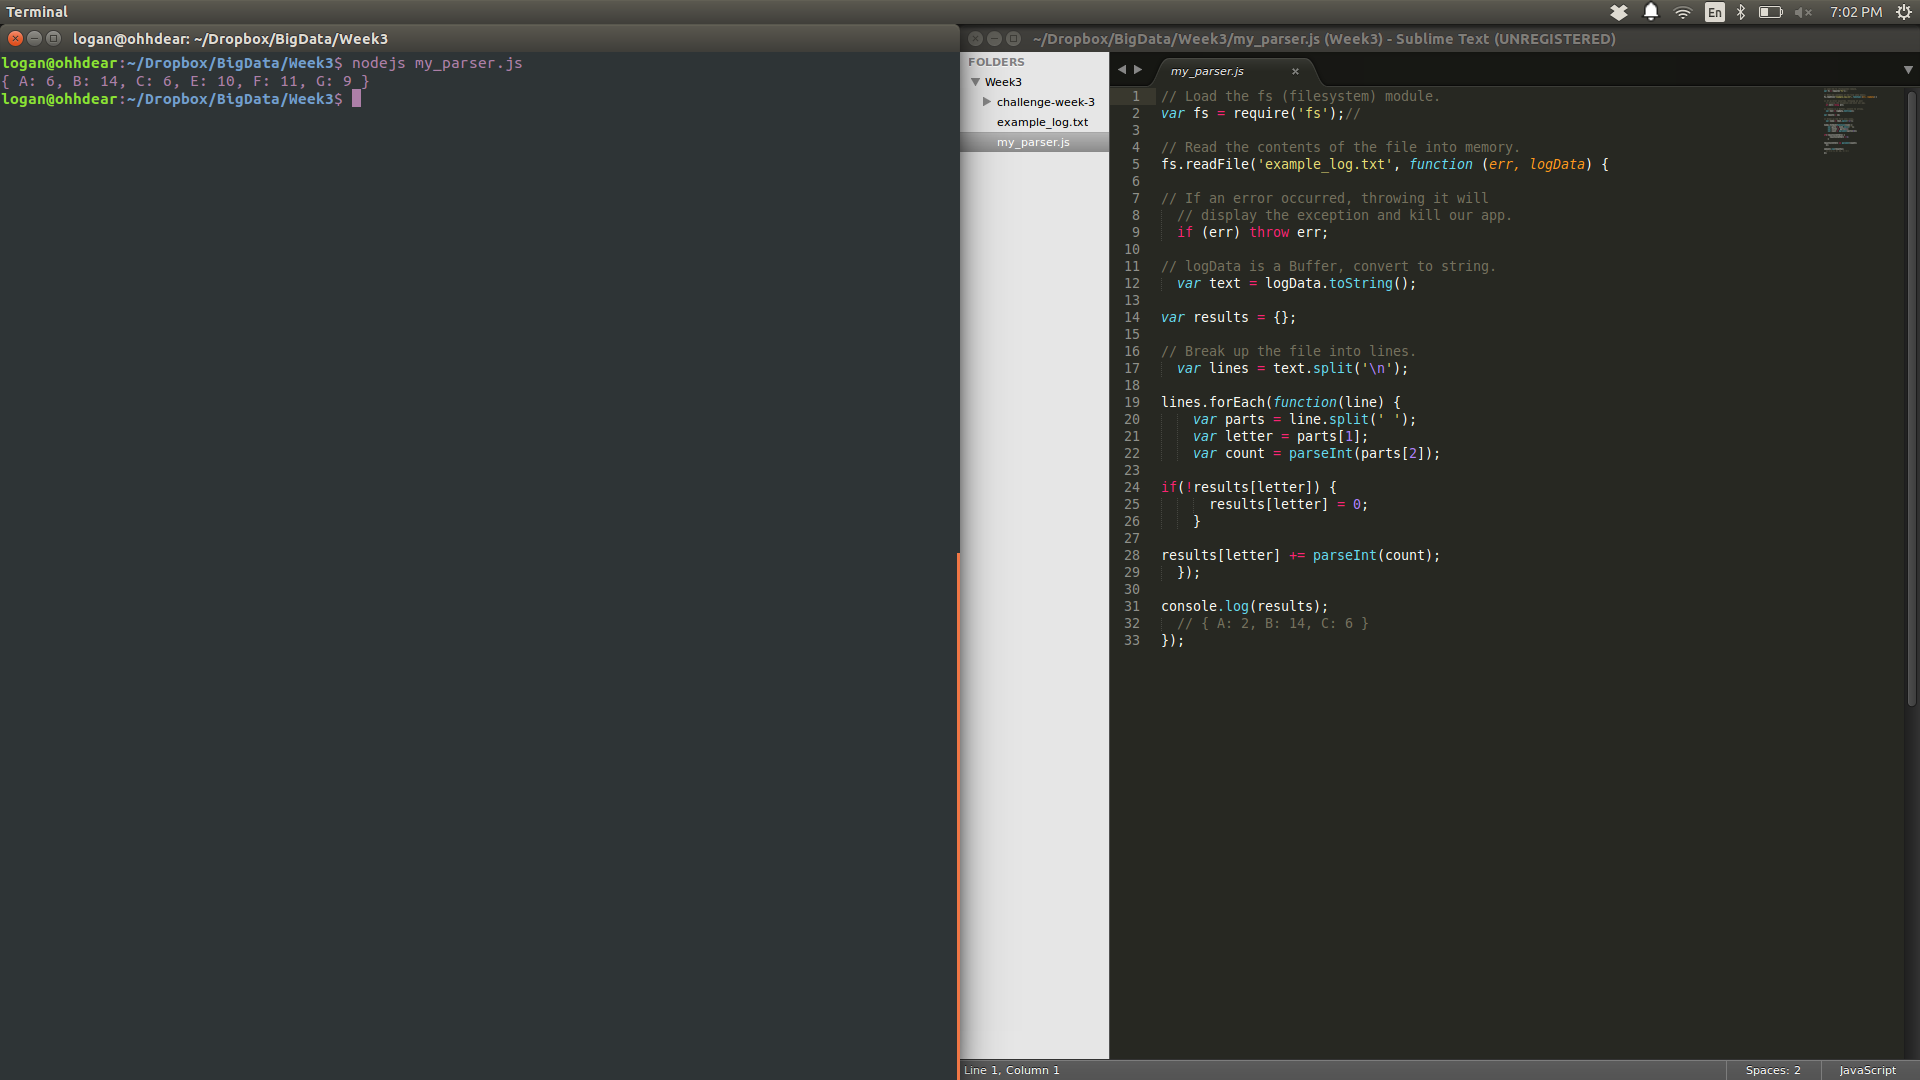 Terminal
En
7:02 PM
logan@ohhdear: ~/Dropbox/BigData/Week3
logan@ohhdear:~/Dropbox/BigData/Week3$ nodejs my_parser.js
{ A: 6, B: 14, C: 6, E: 10, F: 11, G: 9 }
logan@ohhdear:~/Dropbox/BigData/Week3$
~/Dropbox/BigData/Week3/my_parser.js (Week3) - Sublime Text (UNREGISTERED)
FOLDERS
Week3
challenge-week-3
example_log.txt
my_parser.js
my_parser.js
1 // Load the fs (filesystem) module.
2 var fs = require('fs');//
3
4 // Read the contents of the file into memory.
5 fs.readFile('example_log.txt', function (err, logData) {
6
7 // If an error occurred, throwing it will
8   // display the exception and kill our app.
9   if (err) throw err;
10
11 // logData is a Buffer, convert to string.
12   var text = logData.toString();
13
14 var results = {};
15
16 // Break up the file into lines.
17   var lines = text.split('\n');
18
19 lines.forEach(function(line) {
20     var parts = line.split(' ');
21     var letter = parts[1];
22     var count = parseInt(parts[2]);
23
24 if(!results[letter]) {
25       results[letter] = 0;
26     }
27
28 results[letter] += parseInt(count);
29   });
30
31 console.log(results);
32   // { A: 2, B: 14, C: 6 }
33 });
Line 1, Column 1
Spaces: 2
JavaScript